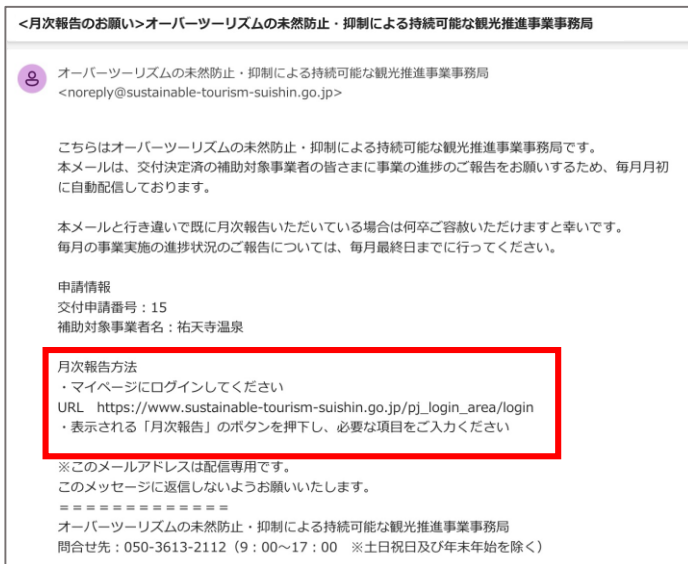 <月次報告のお願い>オーバーツーリズムの未然防止・抑制による持続可能な観光推進事業事務局
オーバーツーリズムの未然防止・抑制による持続可能な観光推進事業事務局
<noreply@sustainable-tourism-suishin.go.jp>
こちらはオーバーツーリズムの未然防止・抑制による持続可能な観光推進事業事務局です。
本メールは、交付決定済の補助対象事業者の皆さまに事業の進捗のご報告をお願いするため、毎月月初
に自動配信しております。
本メールと行き違いで既に月次報告いただいている場合は何卒ご容赦いただけますと幸いです。
毎月の事業実施の進捗状況のご報告については、毎月最終日までに行ってください。
申請情報
交付申請番号：15
補助対象事業者名：祐天寺温泉
月次報告方法
・マイページにログインしてください
URL　https://www.sustainable-tourism-suishin.go.jp/pj_login_area/login
・表示される「月次報告」のボタンを押下し、必要な項目をご入力ください
※このメールアドレスは配信専用です。
このメッセージに返信しないようお願いいたします。
＝＝＝＝＝＝＝＝＝＝＝＝＝
オーバーツーリズムの未然防止・抑制による持続可能な観光推進事業事務局
問合せ先：050-3613-2112（9：00～17：00　※土日祝日及び年末年始を除く）